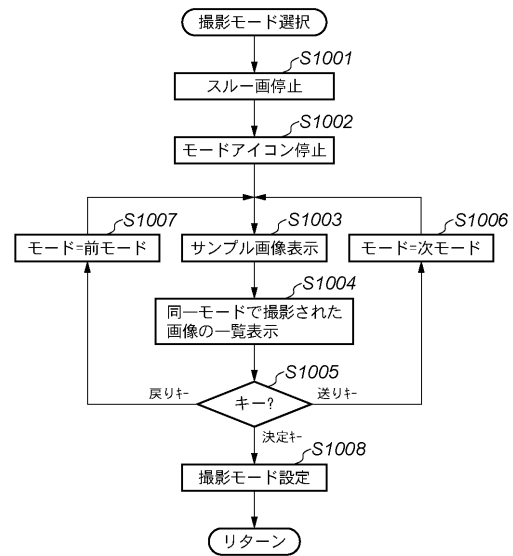 撮影モード選択
S1001
スルー画停止
S1002
モードアイコン停止
S1007
モード=前モード
S1003
サンプル画像表示
S1006
モード=次モード
S1004
同一モードで撮影された
画像の一覧表示
S1005
キー?
戻りキー
送りキー
決定キー
S1008
撮影モード設定
リターン